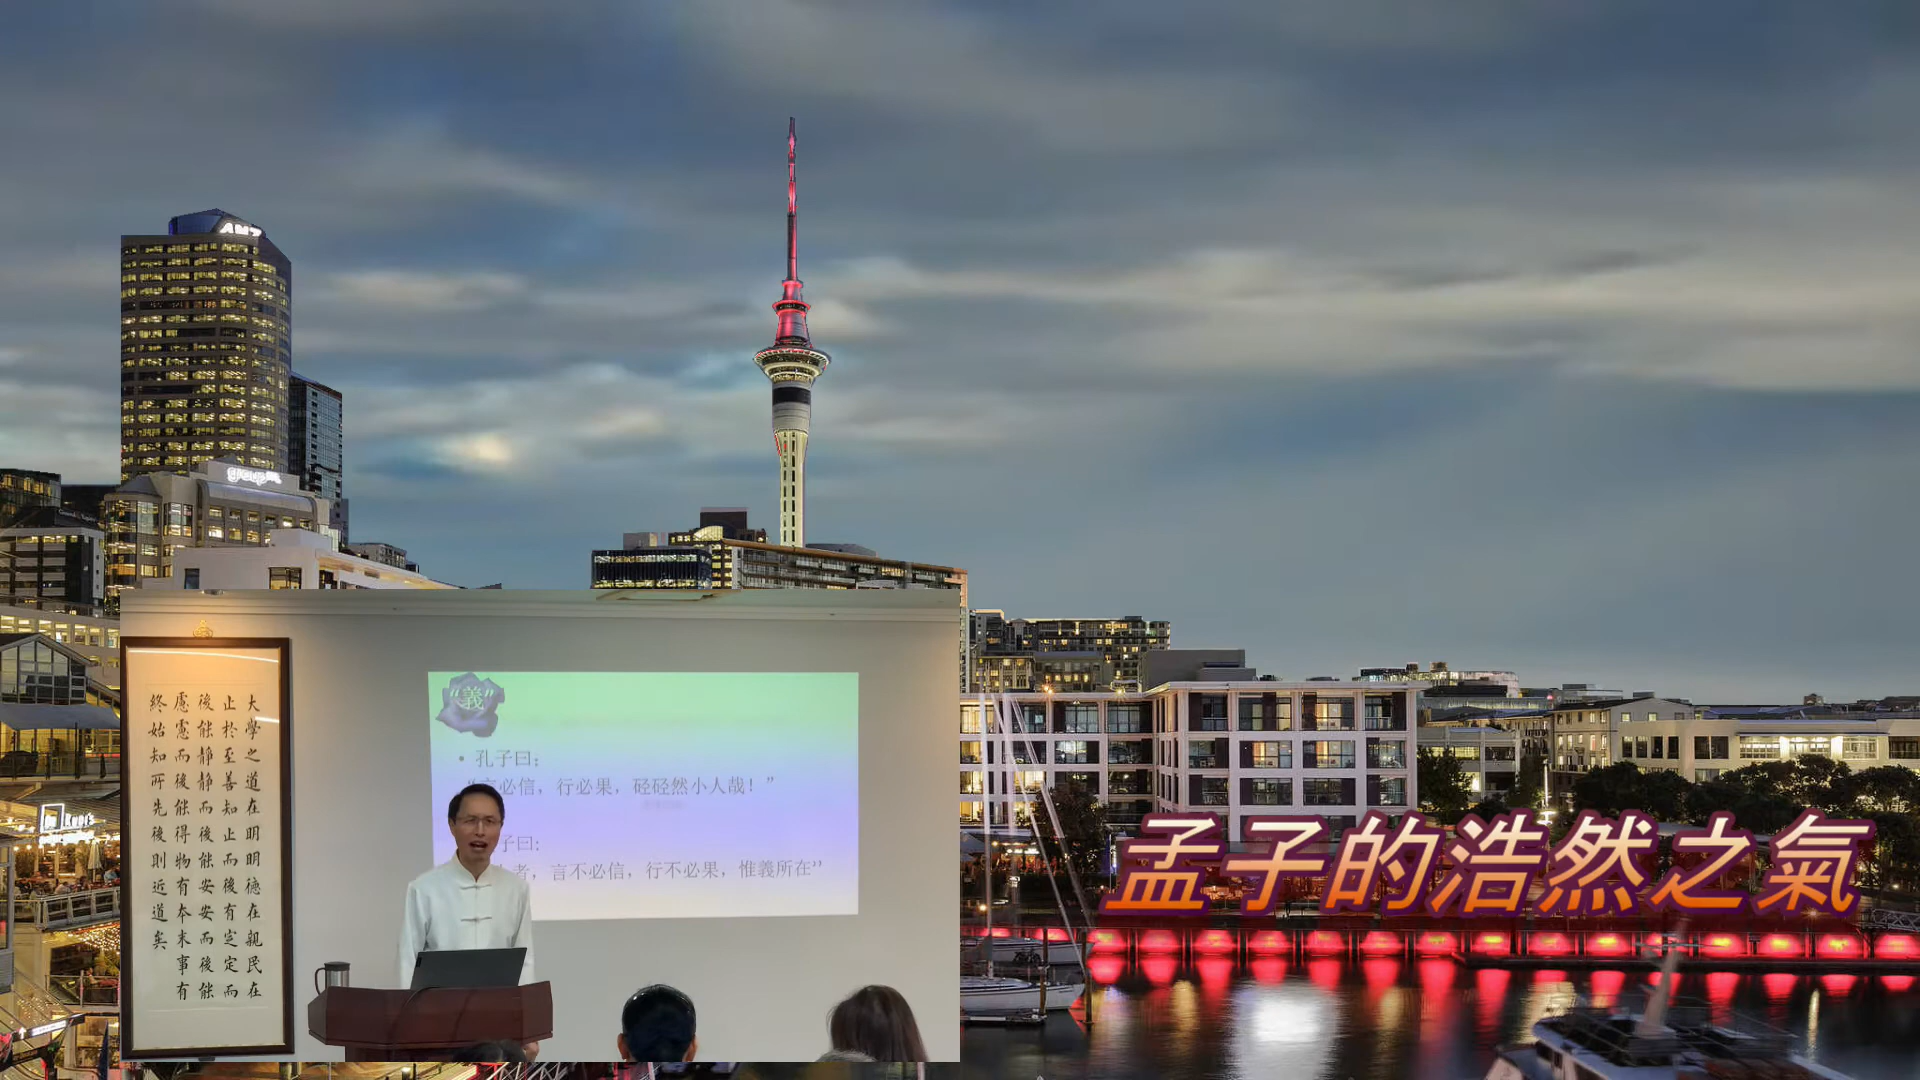 ANZ
group
大學之道在明明德在親民在
止於至善知止而後有定定而
後能靜靜而後能安安而後能
慮慮而後能得物有本末事有
終始知所先後則近道矣
“義”
• 孔子曰：
必信，行必果，硁硁然小人哉！”
子曰：
者，言不必信，行不必果，惟義所在”
孟子的浩然之氣